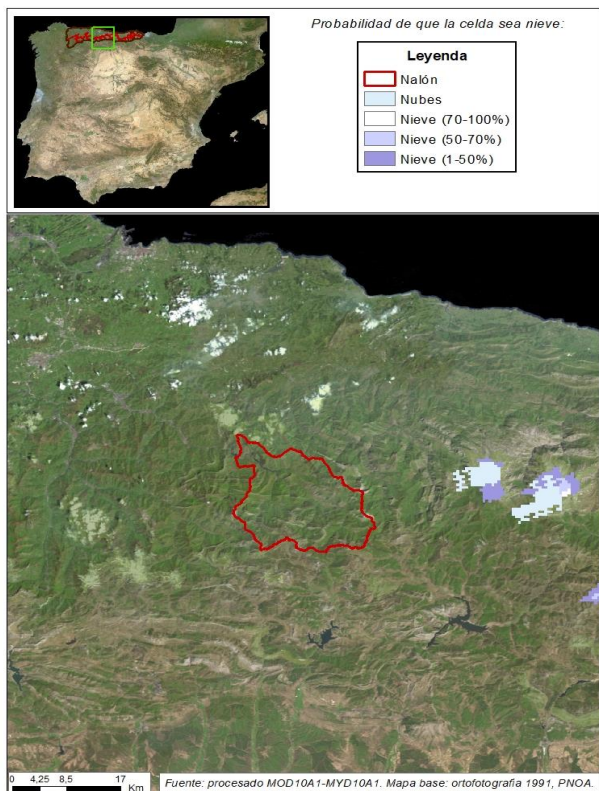 Probabilidad de que la celda sea nieve:
Leyenda
Nalón
Nubes
Nieve (70-100%)
Nieve (50-70%)
Nieve (1-50%)
0 4,25 8,5 17
Km
Fuente: procesado MOD10A1-MYD10A1. Mapa base: ortofotografia 1991, PNOA.